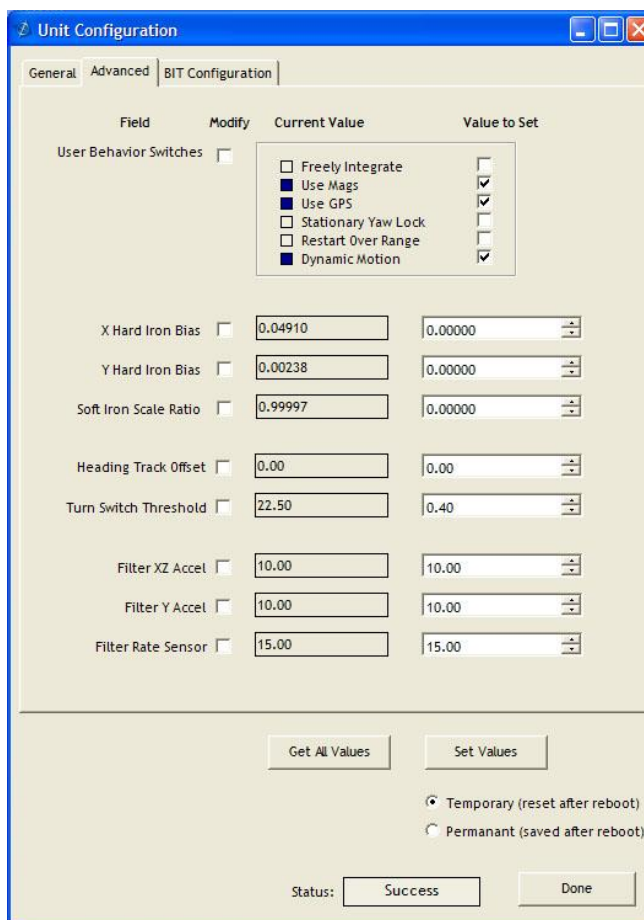 Unit Configuration
General Advanced BIT Configuration
Field Modify Current Value Value to Set
User Behavior Switches
Freely Integrate
Use Mags
Use GPS
Stationary Yaw Lock
Restart Over Range
Dynamic Motion
X Hard Iron Bias 0.04910 0.00000
Y Hard Iron Bias 0.00238 0.00000
Soft Iron Scale Ratio 0.99997 0.00000
Heading Track Offset 0.00 0.00
Turn Switch Threshold 22.50 0.40
Filter XZ Accel 10.00 10.00
Filter Y Accel 10.00 10.00
Filter Rate Sensor 15.00 15.00
Get All Values Set Values
Temporary (reset after reboot)
Permanant (saved after reboot)
Status: Success Done